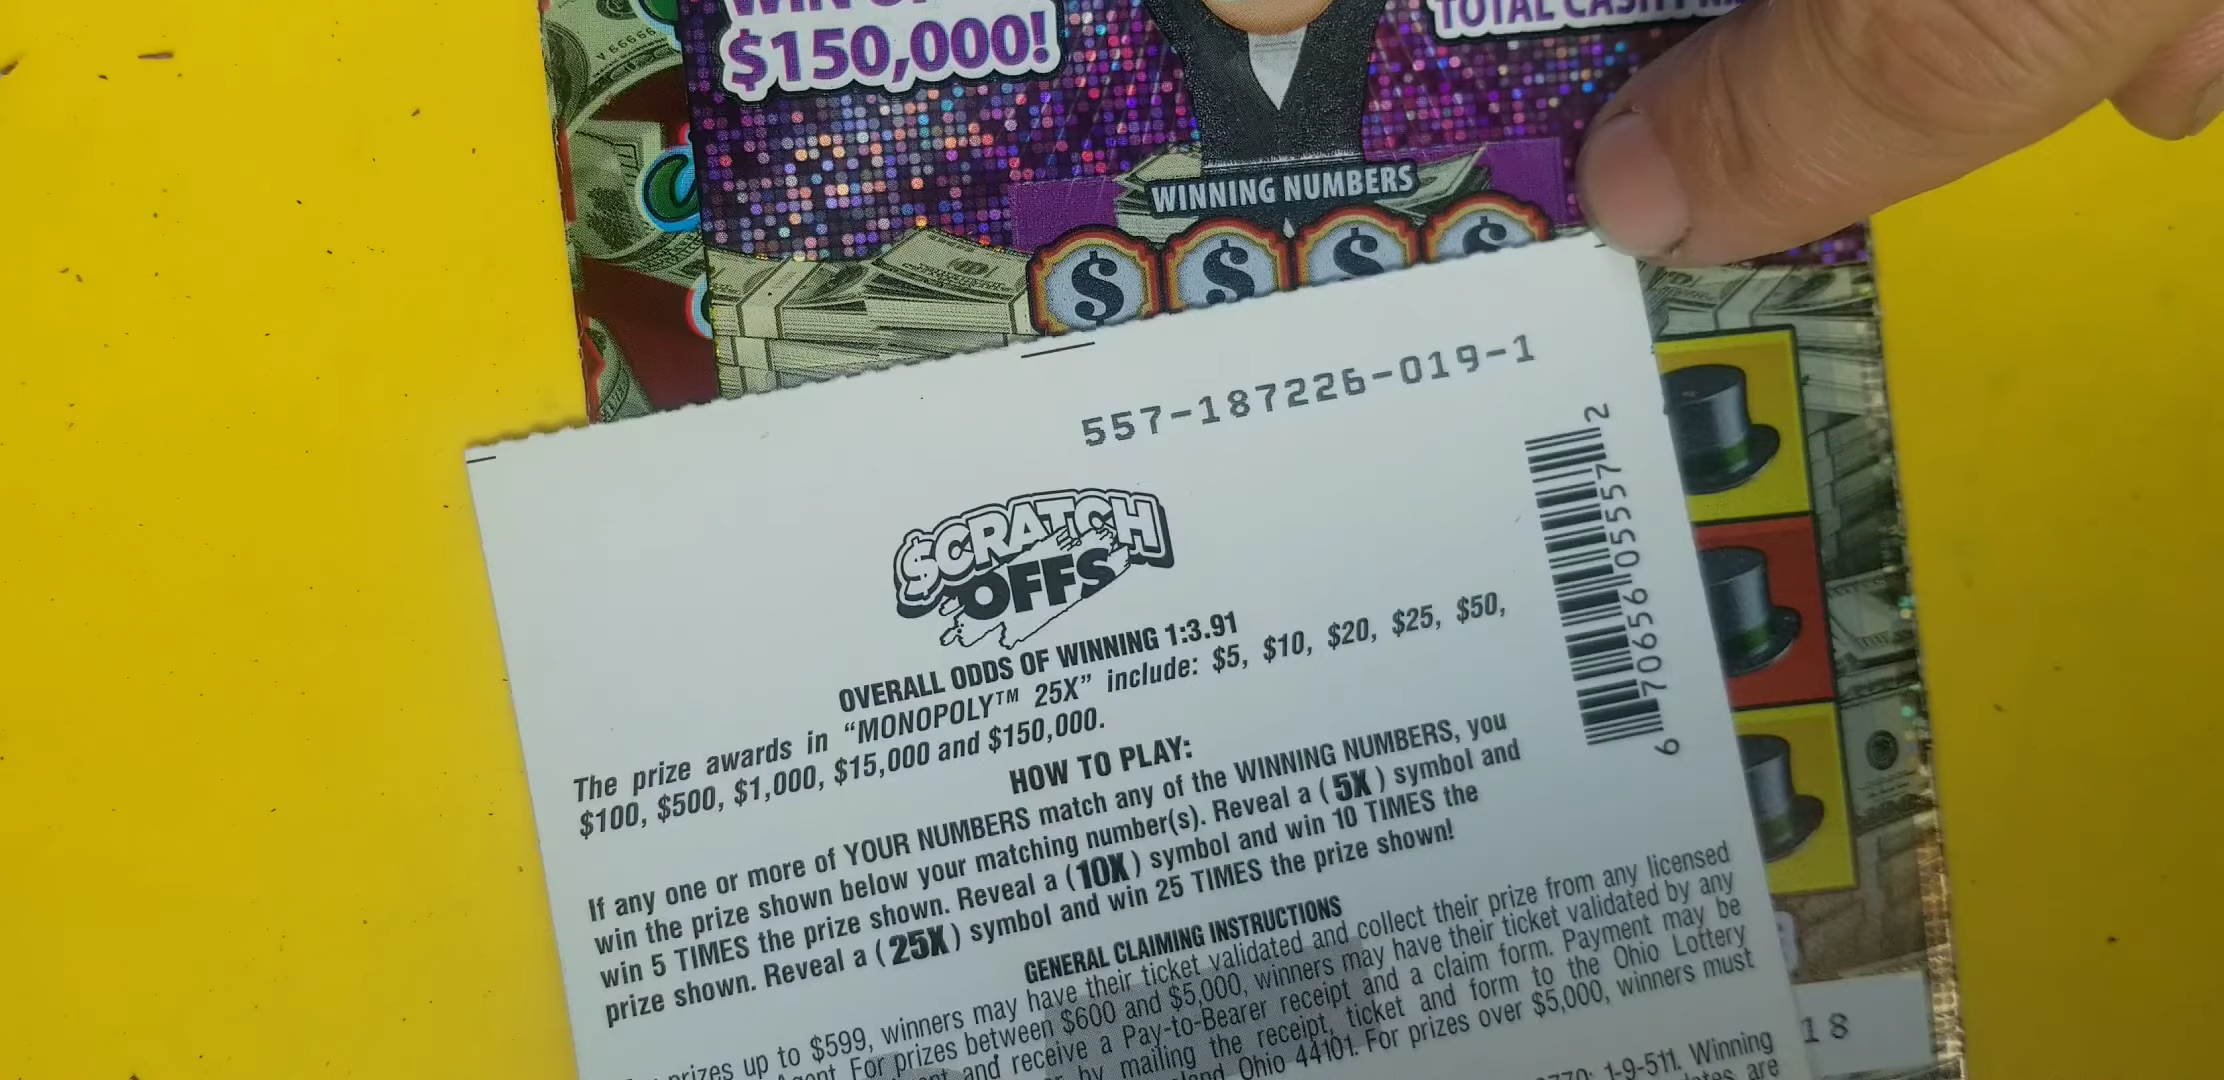 $150,000!
WINNING NUMBERS
$ $ $ $
557-187226-019-1
$CRATCH
OFFS
6 70656 05557 2
OVERALL ODDS OF WINNING 1:3.91
The prize awards in “MONOPOLY™ 25X” include: $5, $10, $20, $25, $50,
$100, $500, $1,000, $15,000 and $150,000.
HOW TO PLAY:
If any one or more of YOUR NUMBERS match any of the WINNING NUMBERS, you
win the prize shown below your matching number(s). Reveal a (5X) symbol and
win 5 TIMES the prize shown. Reveal a (10X) symbol and win 10 TIMES the
prize shown. Reveal a (25X) symbol and win 25 TIMES the prize shown!
GENERAL CLAIMING INSTRUCTIONS
prizes up to $599, winners may have their ticket validated and collect their prize from any licensed
For prizes between $600 and $5,000, winners may have their ticket validated by any
and receive a Pay-to-Bearer receipt and a claim form. Payment may be
by mailing the receipt, ticket and form to the Ohio Lottery
Ohio 44101. For prizes over $5,000, winners must
1-9-511. Winning
are
18